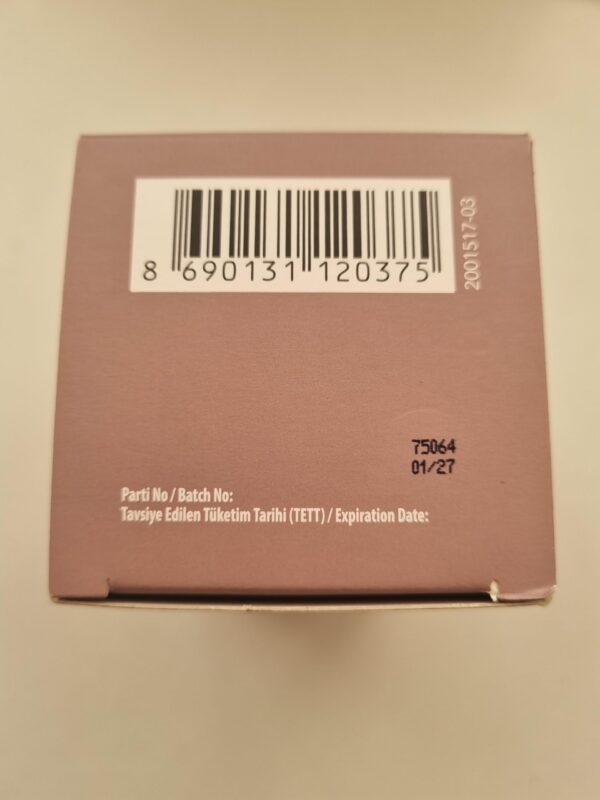 8 690131 120375
2001517-03
75064
01/27
Parti No / Batch No:
Tavsiye Edilen Tüketim Tarihi (TETT) / Expiration Date: